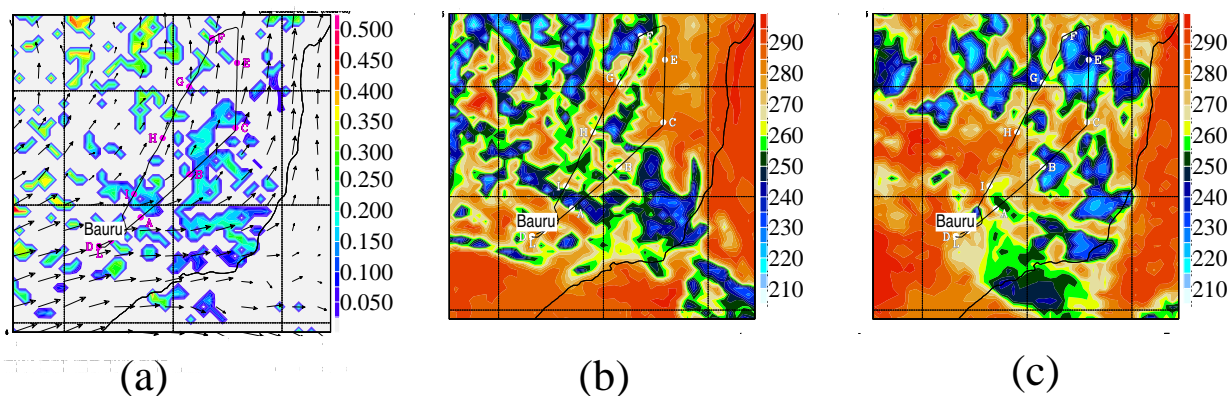 0.500
0.450
0.400
0.350
0.300
0.250
0.200
0.150
0.100
0.050
F
E
G
H
C
B
I
A
Bauru
D
L
(a)
290
280
270
260
250
240
230
220
210
F
E
G
H
C
B
I
A
Bauru
D
L
(b)
290
280
270
260
250
240
230
220
210
F
E
G
H
C
B
I
A
Bauru
D
L
(c)